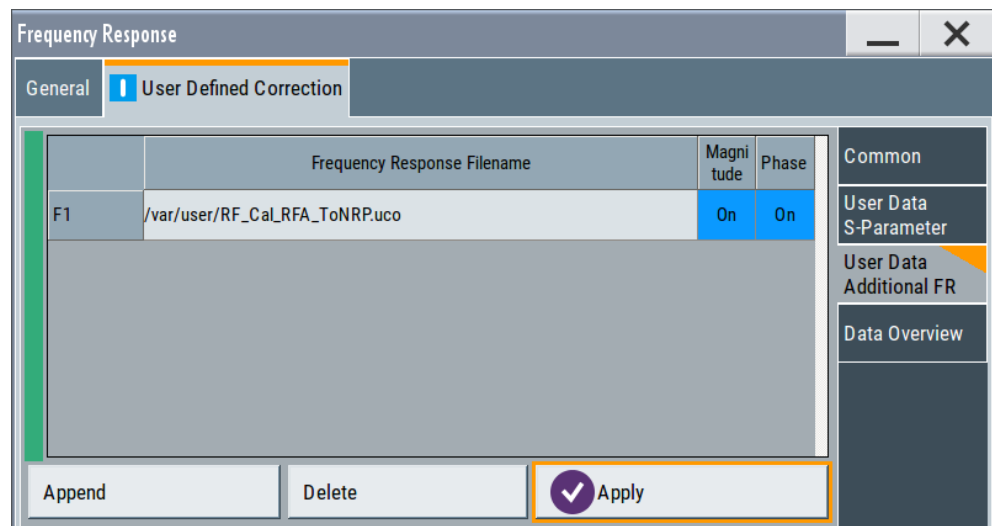 Frequency Response
General
User Defined Correction
Frequency Response Filename
Magni
tude
Phase
F1
/var/user/RF_Cal_RFA_ToNRP.uco
On
On
Common
User Data
S-Parameter
User Data
Additional FR
Data Overview
Append
Delete
Apply